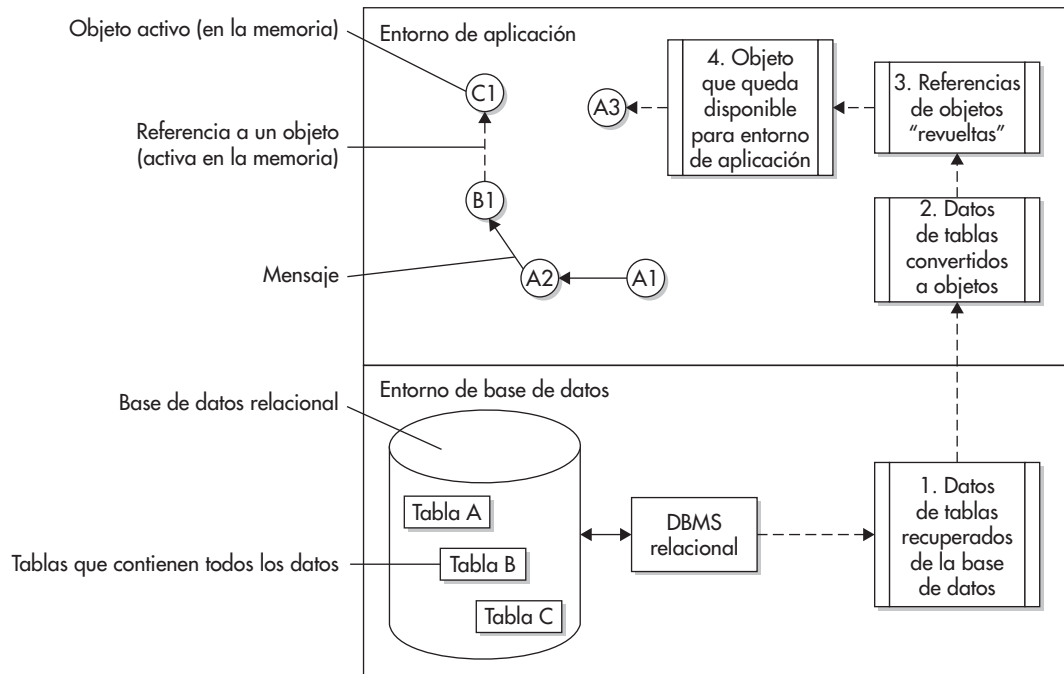 Objeto activo (en la memoria)
Entorno de aplicación
C1
Referencia a un objeto
(activa en la memoria)
B1
Mensaje
A2
A1
A3
4. Objeto
que queda
disponible
para entorno
de aplicación
3. Referencias
de objetos
“revueltas”
2. Datos
de tablas
convertidos
a objetos
Entorno de base de datos
Base de datos relacional
Tabla A
Tablas que contienen todos los datos
Tabla B
Tabla C
DBMS
relacional
1. Datos
de tablas
recuperados
de la base
de datos